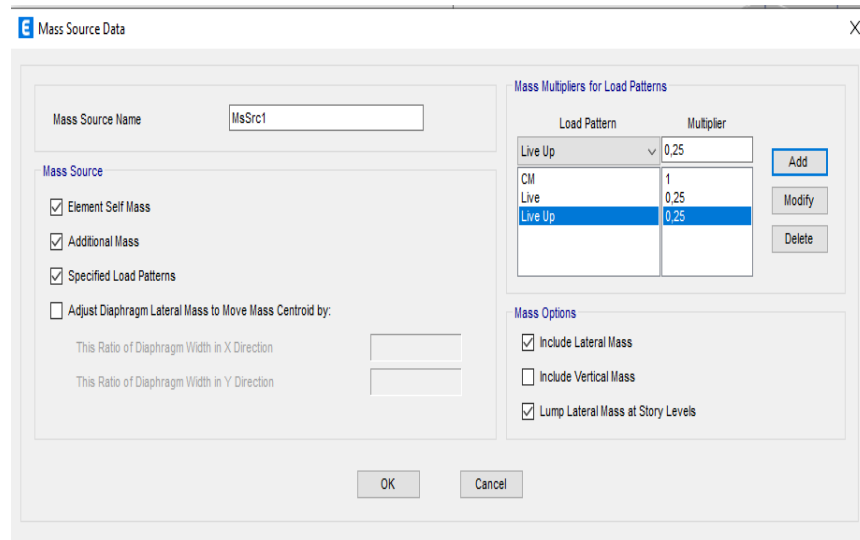 E Mass Source Data X
Mass Source Name MsSrc1
Mass Source
Element Self Mass
Additional Mass
Specified Load Patterns
Adjust Diaphragm Lateral Mass to Move Mass Centroid by:
This Ratio of Diaphragm Width in X Direction
This Ratio of Diaphragm Width in Y Direction
Mass Multipliers for Load Patterns
Load Pattern Multiplier
Live Up 0,25 Add
CM 1
Live 0,25 Modify
Live Up 0,25
Delete
Mass Options
Include Lateral Mass
Include Vertical Mass
Lump Lateral Mass at Story Levels
OK Cancel